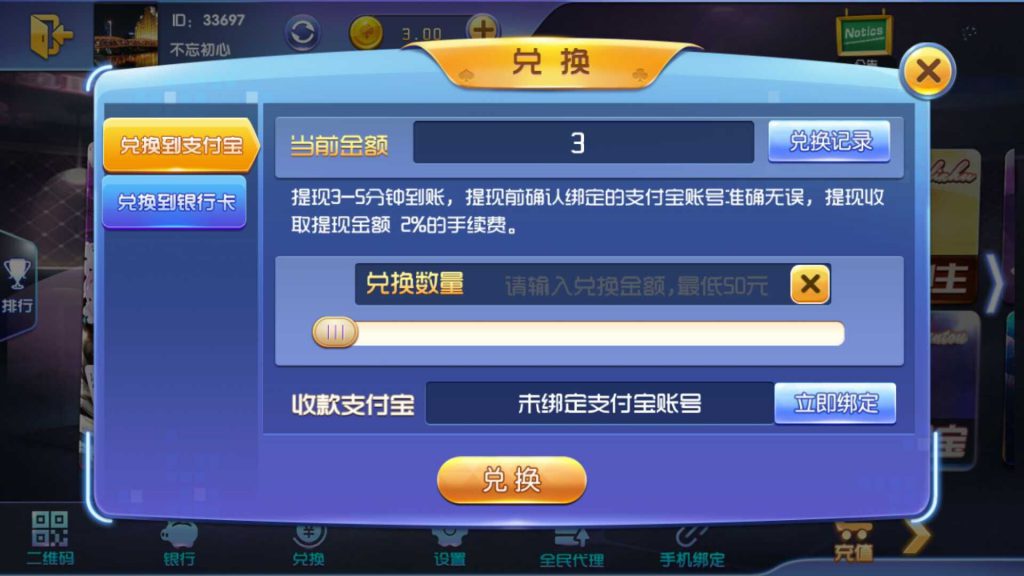 ID: 33697
不忘初心
3.00
Notics
公告
兑换
兑换到支付宝
兑换到银行卡
当前金额
3
兑换记录
提现3-5分钟到账，提现前确认绑定的支付宝账号准确无误，提现收
取提现金额 2%的手续费。
兑换数量
请输入兑换金额,最低50元
收款支付宝
未绑定支付宝账号
立即绑定
兑换
排行
主
宝
二维码
银行
兑换
设置
全民代理
手机绑定
充值